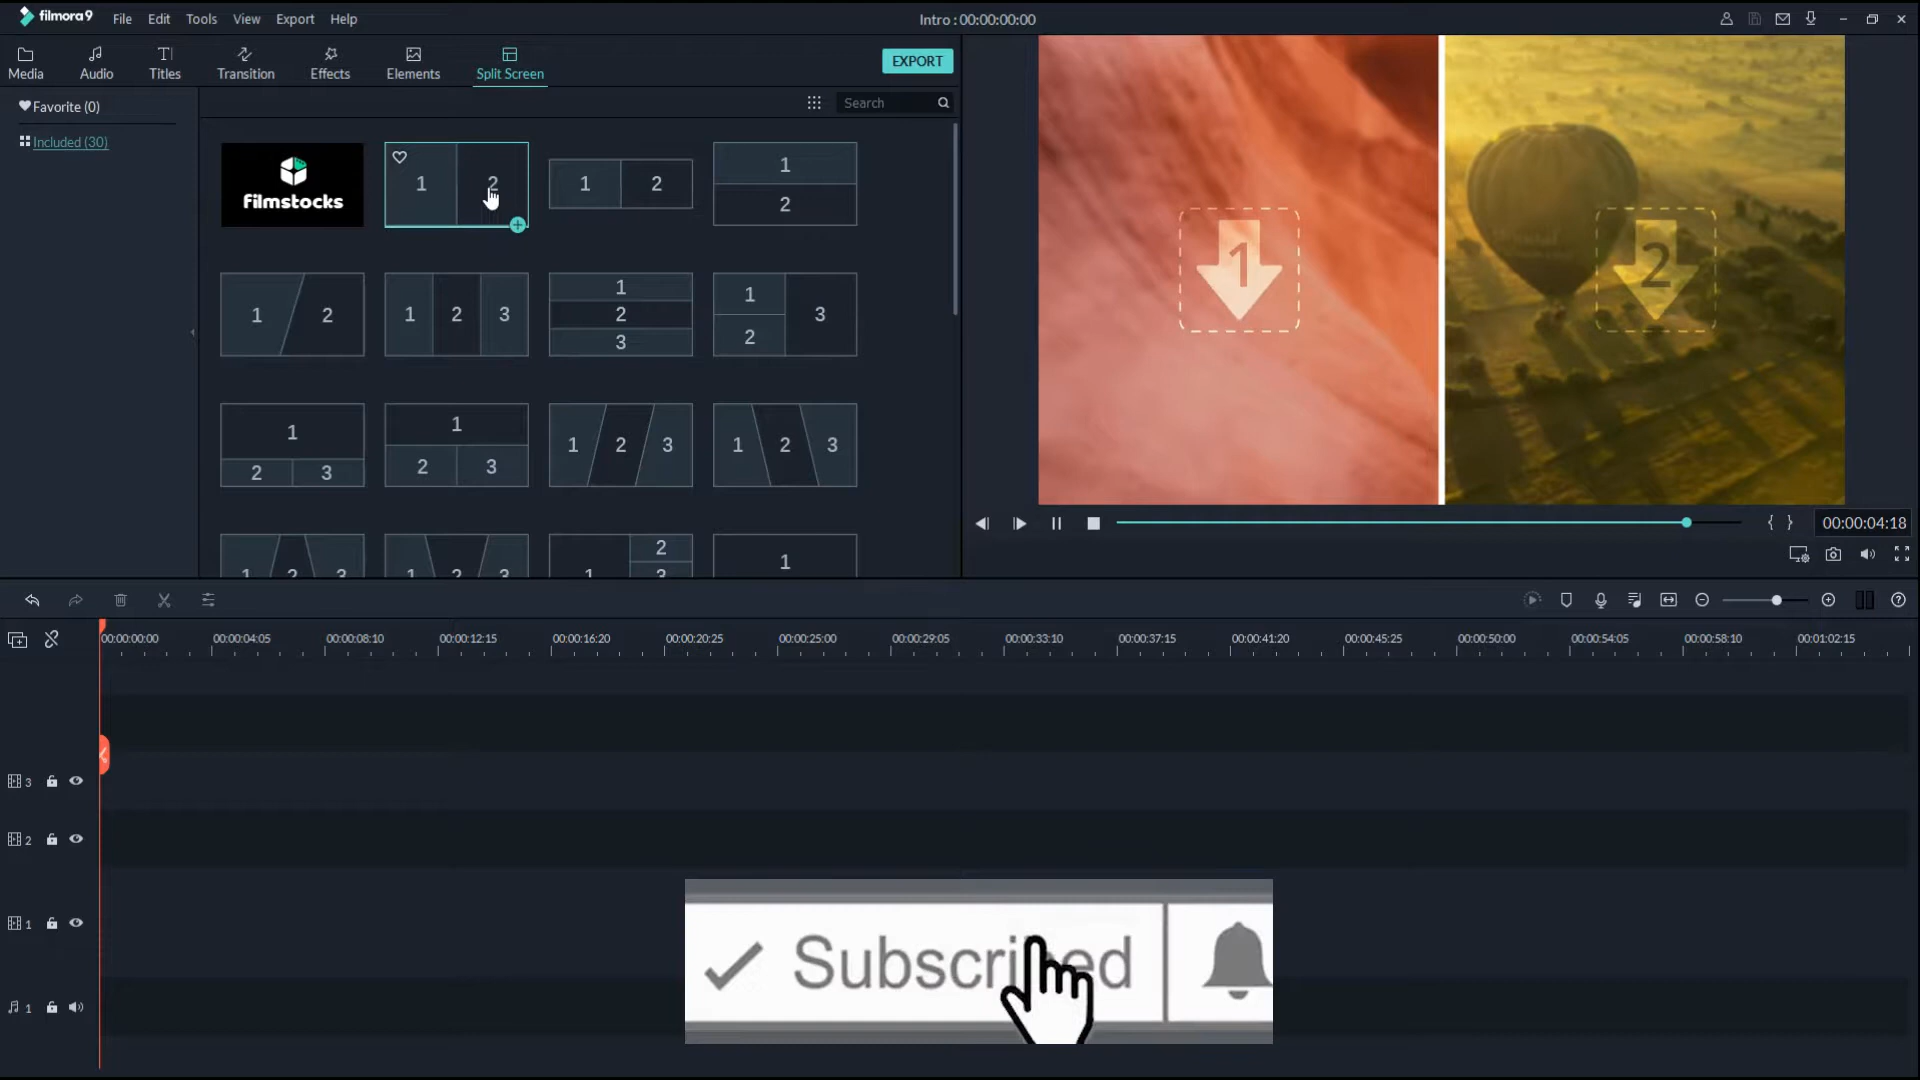 filmora9 File Edit Tools View Export Help Intro : 00:00:00:00
Media Audio Titles Transition Effects Elements Split Screen EXPORT
Favorite (0) Search
Included (30)
filmstocks 1 2 1 2 1 2
1 2 1 2 3 1 2 3 1 2 3
1 2 3 1 2 3 1 2 3 1 2 3
1 2 3 1 2 3 1 2 3 1
1 2
{ } 00:00:04:18
00:00:00:00 00:00:04:05 00:00:08:10 00:00:12:15 00:00:16:20 00:00:20:25 00:00:25:00 00:00:29:05 00:00:33:10 00:00:37:15 00:00:41:20 00:00:45:25 00:00:50:00 00:00:54:05 00:00:58:10 00:01:02:15
3
2
1
Subscribed
1